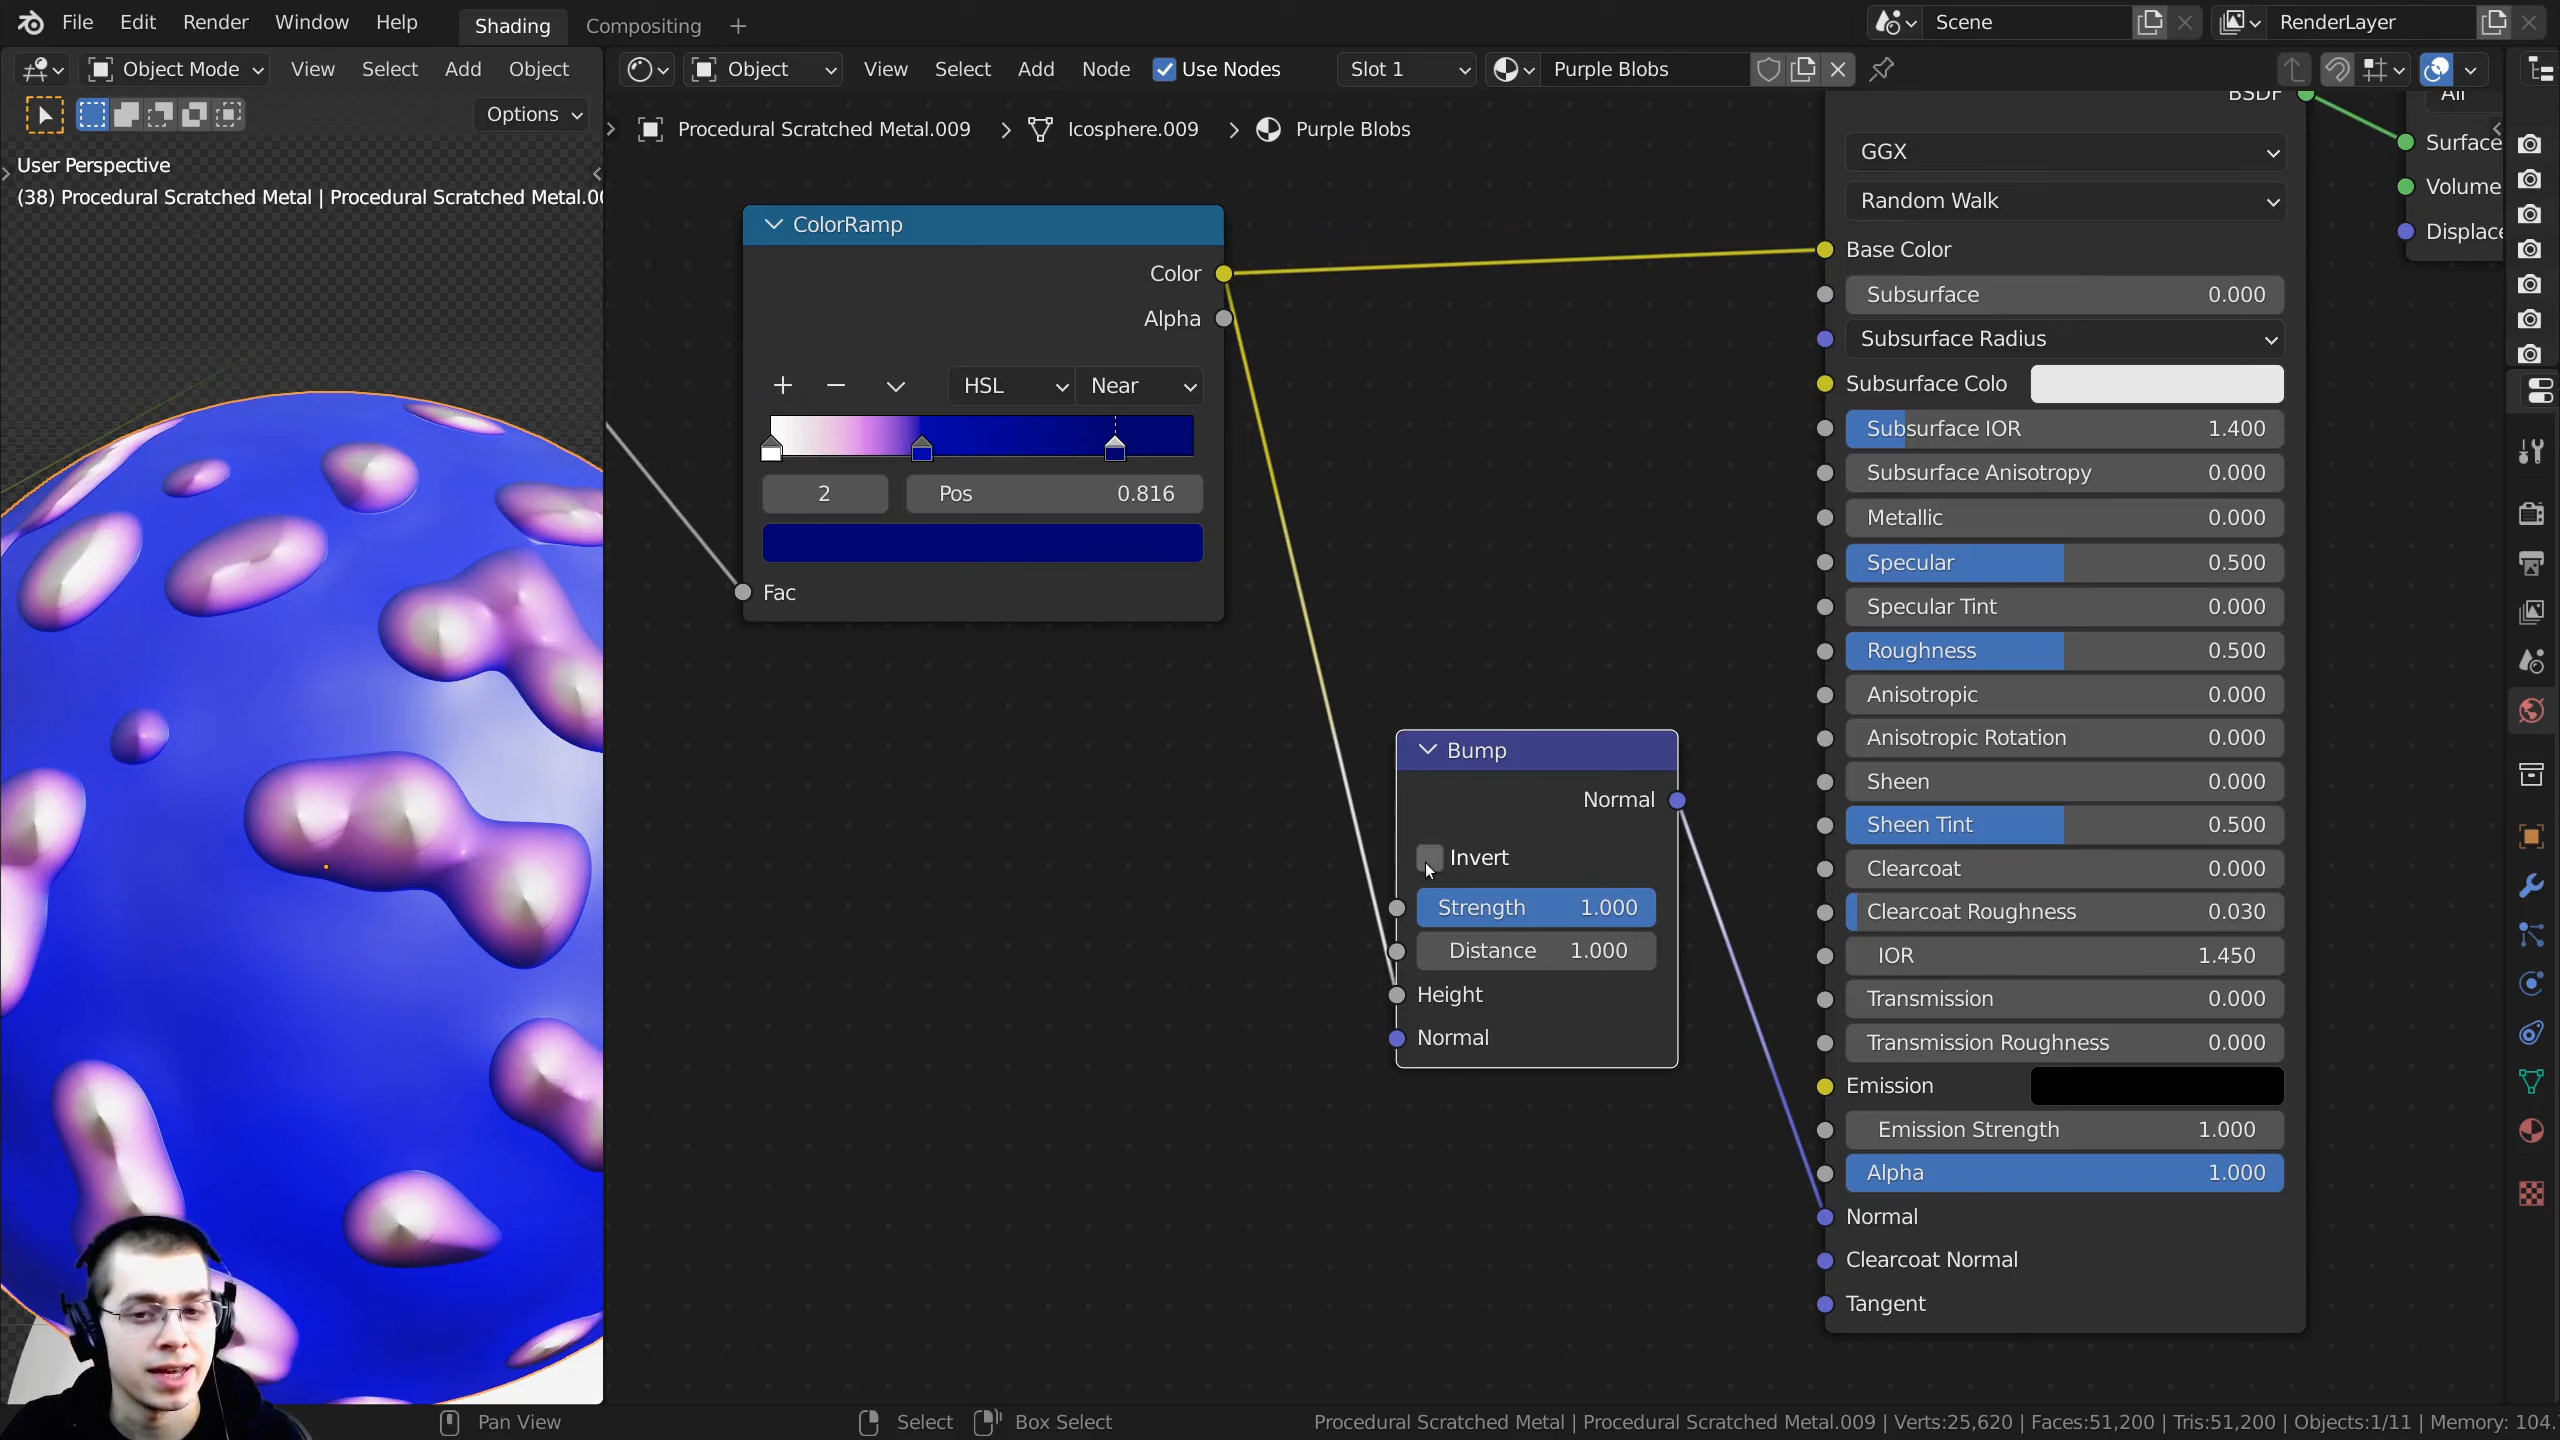 File Edit Render Window Help Shading Compositing + Scene RenderLayer
Object Mode View Select Add Object Object View Select Add Node Use Nodes Slot 1 Purple Blobs
Options
Procedural Scratched Metal.009 > Icosphere.009 > Purple Blobs
User Perspective
(38) Procedural Scratched Metal | Procedural Scratched Metal.00
ColorRamp
Color
Alpha
HSL Near
2 Pos 0.816
Fac
Bump
Normal
Invert
Strength 1.000
Distance 1.000
Height
Normal
BSDF
GGX
Random Walk
Base Color
Subsurface 0.000
Subsurface Radius
Subsurface Colo
Subsurface IOR 1.400
Subsurface Anisotropy 0.000
Metallic 0.000
Specular 0.500
Specular Tint 0.000
Roughness 0.500
Anisotropic 0.000
Anisotropic Rotation 0.000
Sheen 0.000
Sheen Tint 0.500
Clearcoat 0.000
Clearcoat Roughness 0.030
IOR 1.450
Transmission 0.000
Transmission Roughness 0.000
Emission
Emission Strength 1.000
Alpha 1.000
Normal
Clearcoat Normal
Tangent
All
Surface
Volume
Displace
Pan View Select Box Select Procedural Scratched Metal | Procedural Scratched Metal.009 | Verts:25,620 | Faces:51,200 | Tris:51,200 | Objects:1/11 | Memory: 104.